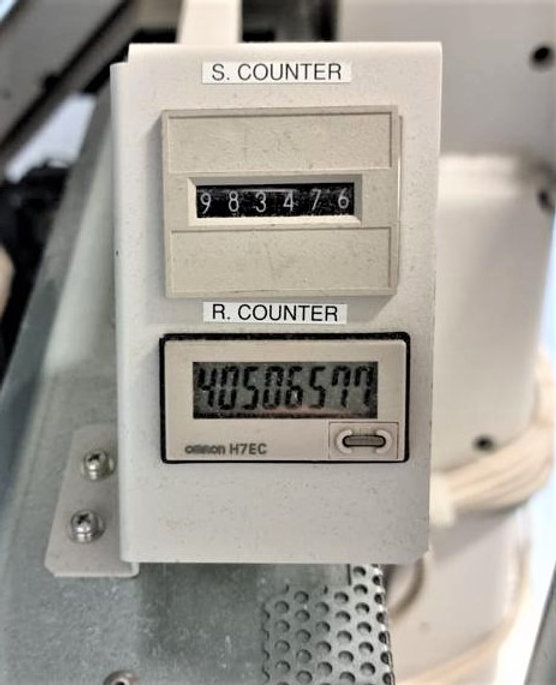 S. COUNTER
983476
R. COUNTER
40506577
omron H7EC